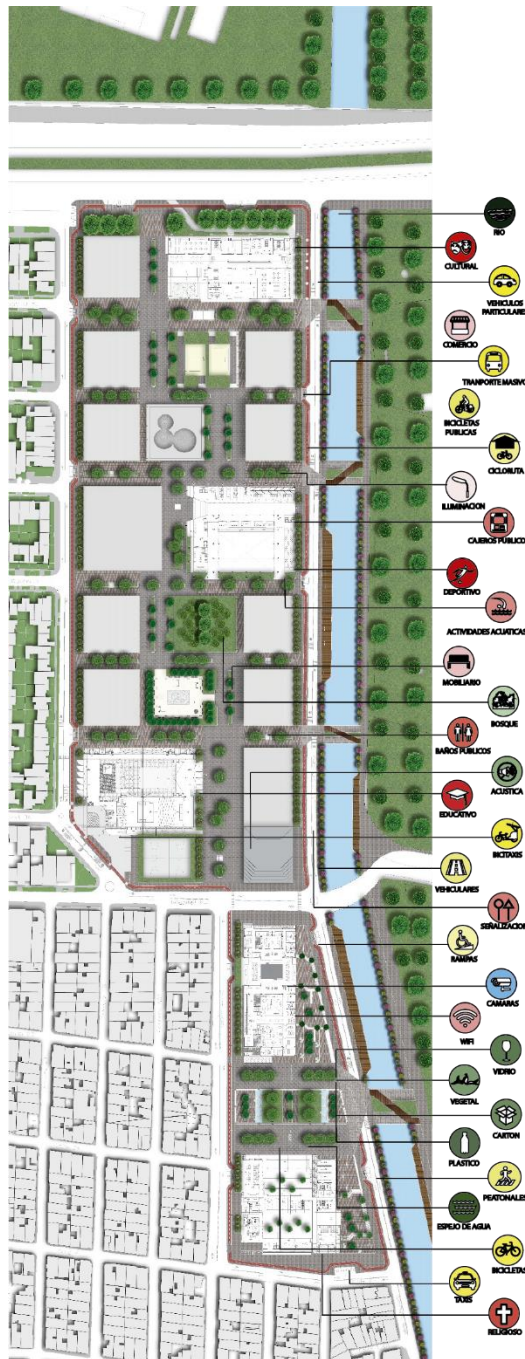 RIO
CULTURAL
VEHICULOS
PARTICULARES
COMERCIO
TRANPORTE MASIVO
BICICLETAS
PUBLICAS
CICLORUTA
ILUMINACION
CAJEROS PUBLICO
DEPORTIVO
ACTIVIDADES ACUATICAS
MOBILIARIO
BOSQUE
BAÑOS PUBLICOS
ACUSTICA
EDUCATIVO
BICITAXIS
VEHICULARES
SEÑALIZACION
RAMPAS
CAMARAS
WIFI
VIDRIO
VEGETAL
CARTON
PLASTICO
PEATONALES
ESPEJO DE AGUA
BICICLETAS
TAXIS
RELIGIOSO